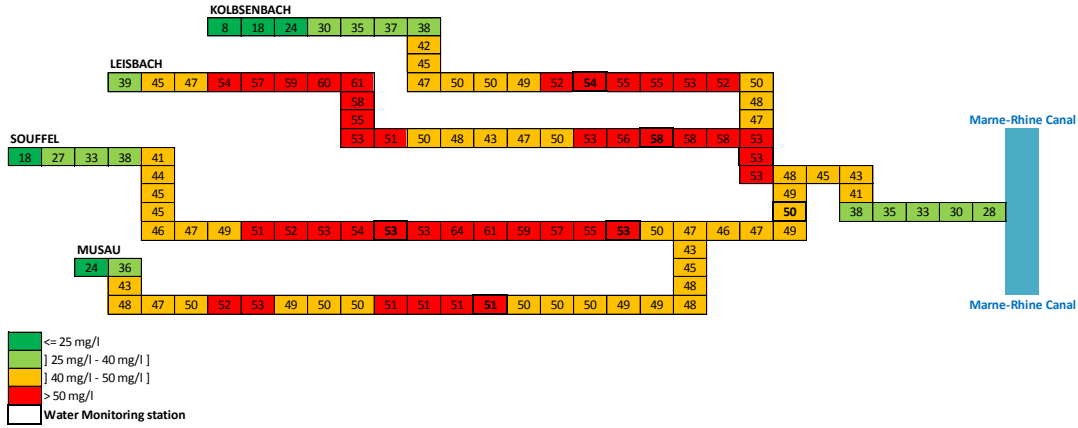 KOLBSENBACH
8 18 24 30 35 37 38
42
45
LEISBACH
39 45 47 54 57 59 60 61
47 50 50 49 52 54 55 55 53 52 50
58
48
55
47
Marne-Rhine Canal
53 51 50 48 43 47 50 53 56 58 58 58 53
SOUFFEL
18 27 33 38 41
53
44
53 48 45 43
45
49 41
45
50 38 35 33 30 28
46 47 49 51 52 53 54 53 53 64 61 59 57 55 53 50 47 46 47 49
MUSAU
43
24 36
45
43
48
48 47 50 52 53 49 50 50 51 51 51 51 50 50 50 49 49 48
Marne-Rhine Canal
<= 25 mg/l
] 25 mg/l - 40 mg/l ]
] 40 mg/l - 50 mg/l ]
> 50 mg/l
Water Monitoring station